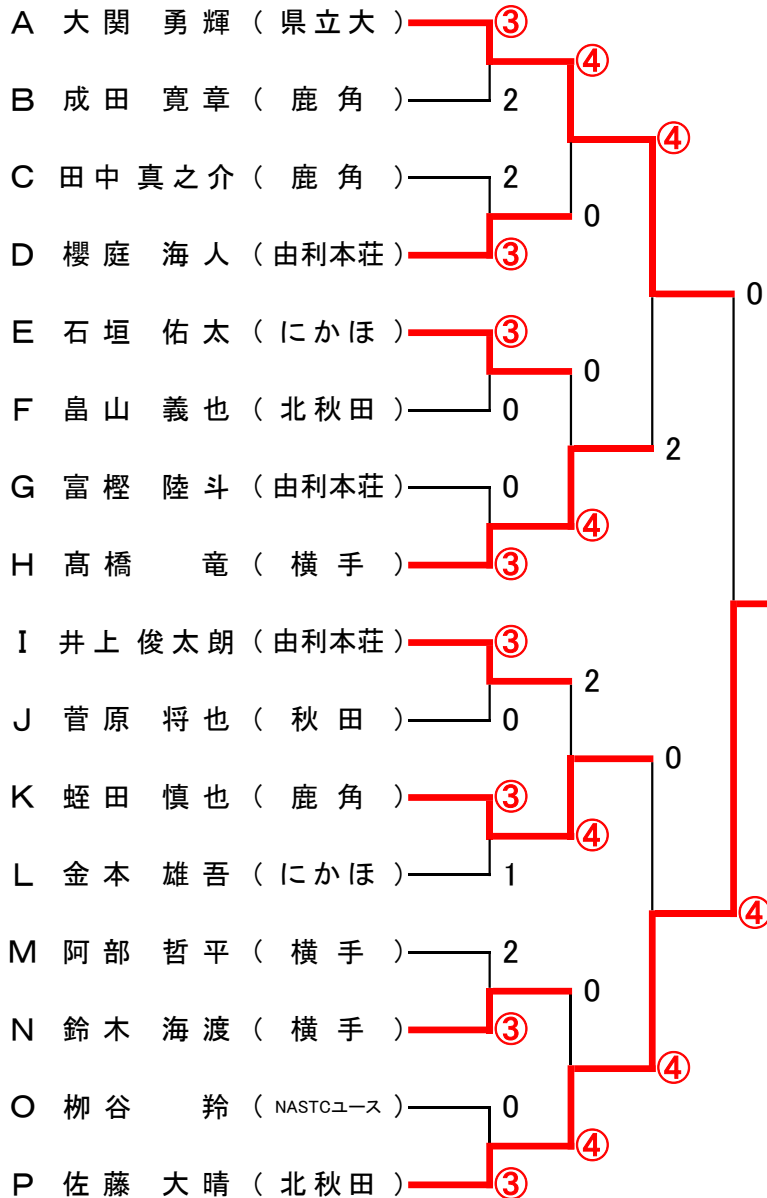 A 大関 勇輝 ( 県立大 ) ③
④
B 成田 寛章 ( 鹿角 ) 2
④
C 田中 真之介 ( 鹿角 ) 2
0
D 櫻庭 海人 ( 由利本荘 ) ③
0
E 石垣 佑太 ( にかほ ) ③
0
F 畠山 義也 ( 北秋田 ) 0
2
G 富樫 陸斗 ( 由利本荘 ) 0
④
H 髙橋 竜 ( 横手 ) ③
I 井上 俊太朗 ( 由利本荘 ) ③
2
J 菅原 将也 ( 秋田 ) 0
0
K 蛭田 慎也 ( 鹿角 ) ③
④
L 金本 雄吾 ( にかほ ) 1
④
M 阿部 哲平 ( 横手 ) 2
0
N 鈴木 海渡 ( 横手 ) ③
④
O 栁谷 羚 ( NASTCユース ) 0
④
P 佐藤 大晴 ( 北秋田 ) ③